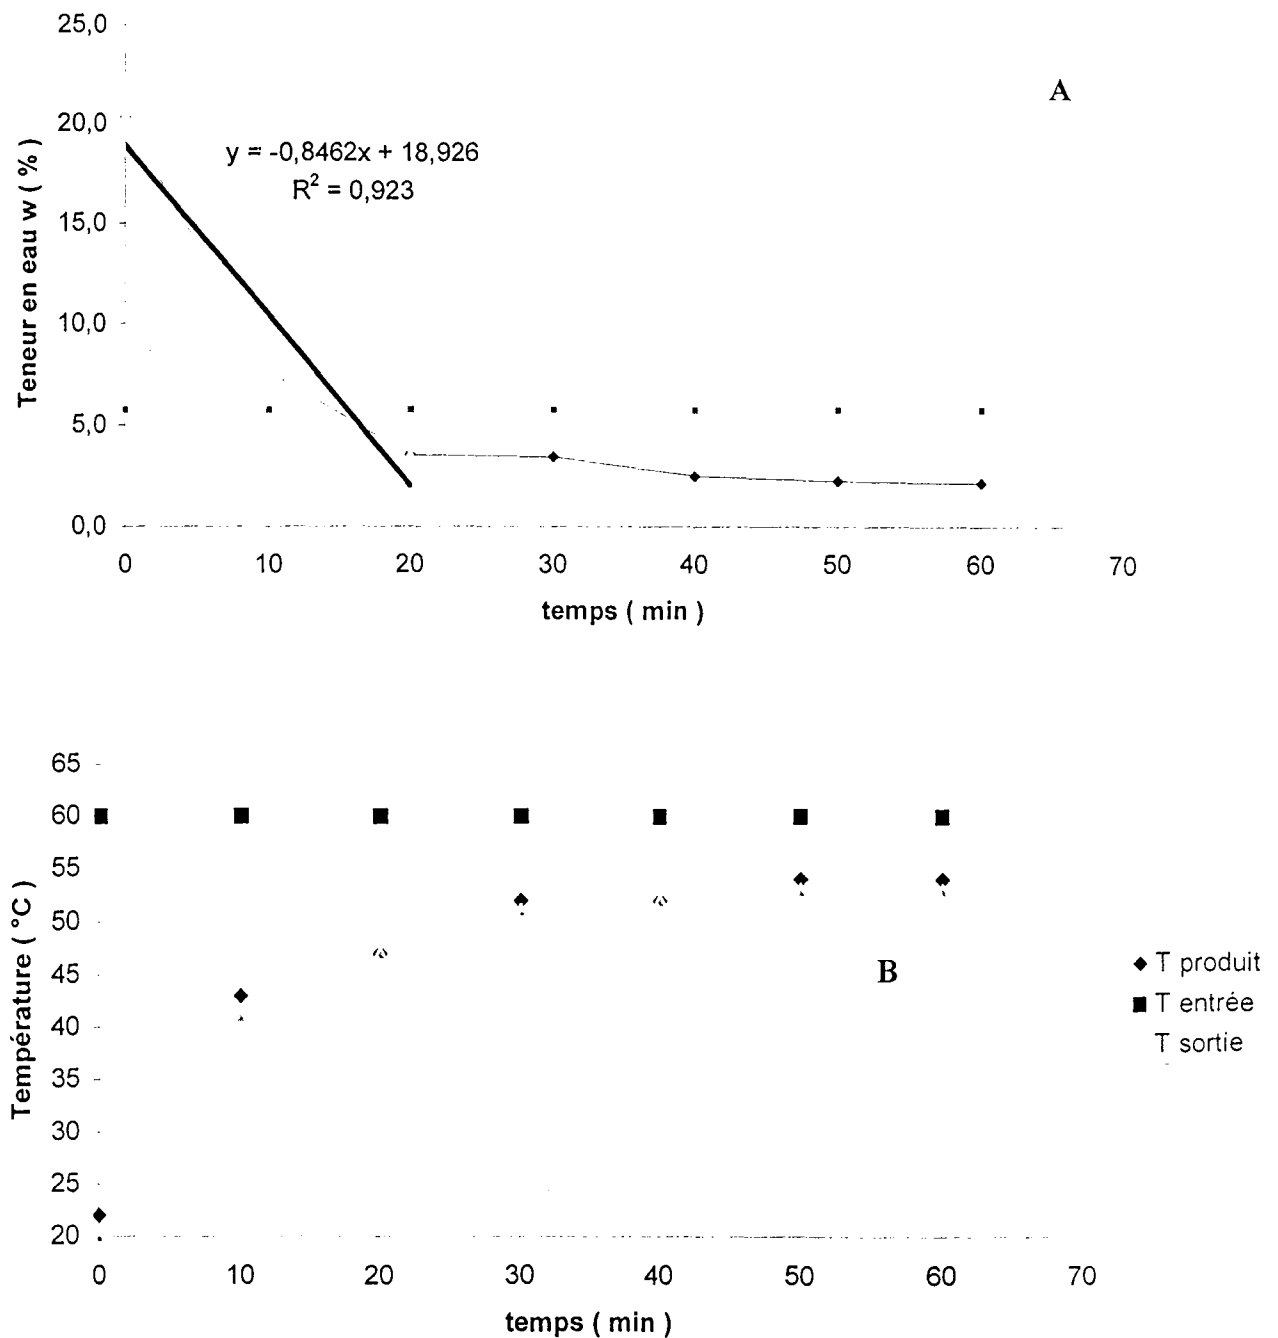 25,0
A
20,0
y = -0,8462x + 18,926
R² = 0,923
15,0
10,0
5,0
0,0
Teneur en eau w ( % )
0 10 20 30 40 50 60 70
temps ( min )
65
60
55
50
45
40
35
30
25
20
Température ( °C )
B
T produit
T entrée
T sortie
0 10 20 30 40 50 60 70
temps ( min )